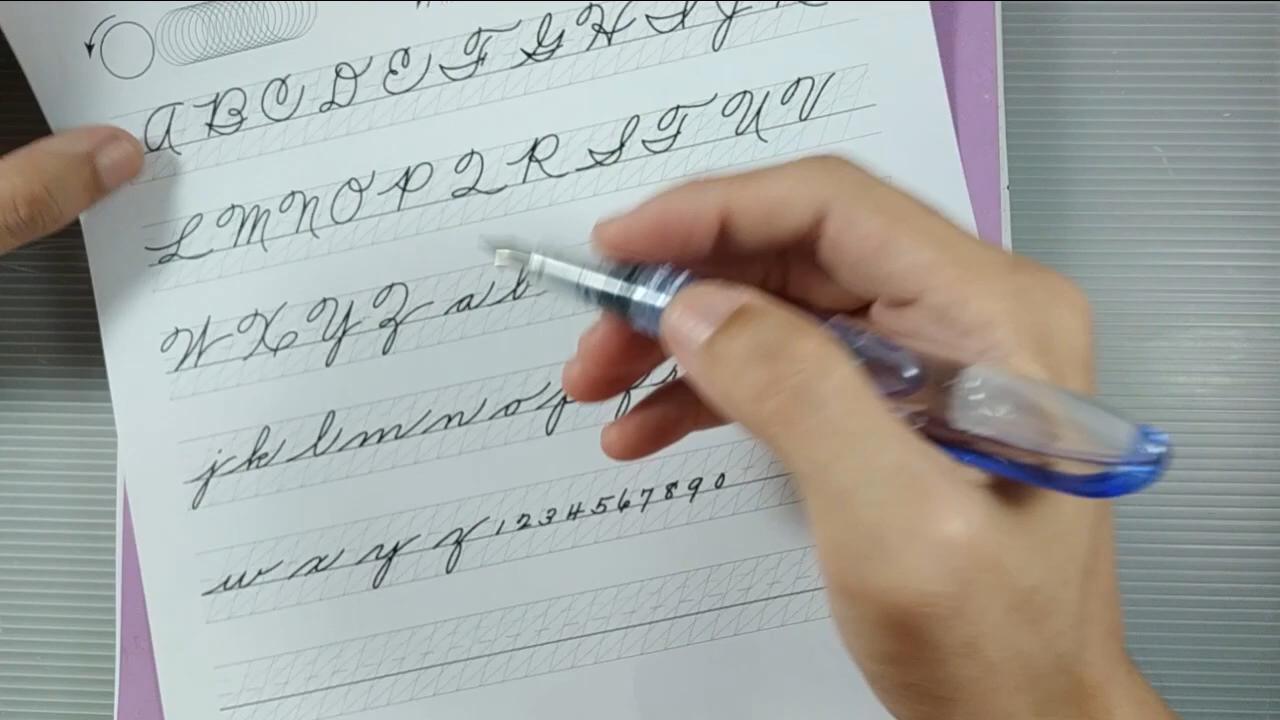 A B C D E F G H I J K
L M N O P Q R S T U V
W X Y Z a b
j k l m n o p q r
w x y z 1 2 3 4 5 6 7 8 9 0